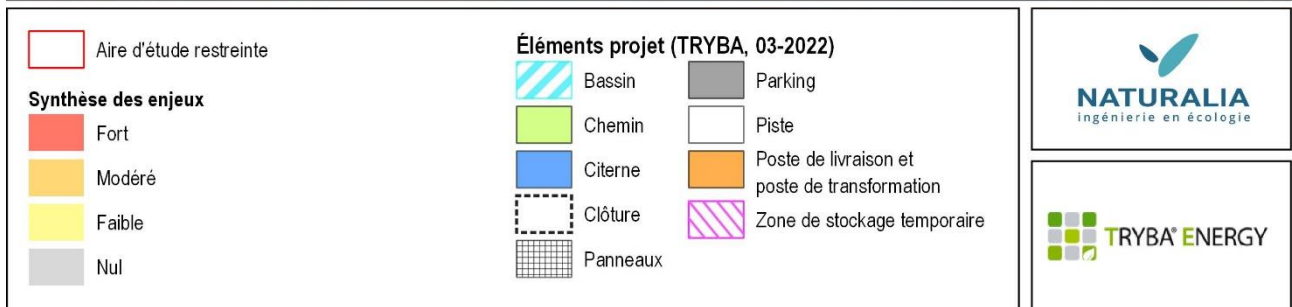 Aire d'étude restreinte
Synthèse des enjeux
Fort
Modéré
Faible
Nul
Éléments projet (TRYBA, 03-2022)
Bassin
Chemin
Citerne
Clôture
Panneaux
Parking
Piste
Poste de livraison et
poste de transformation
Zone de stockage temporaire
NATURALIA
ingénierie en écologie
TRYBA® ENERGY